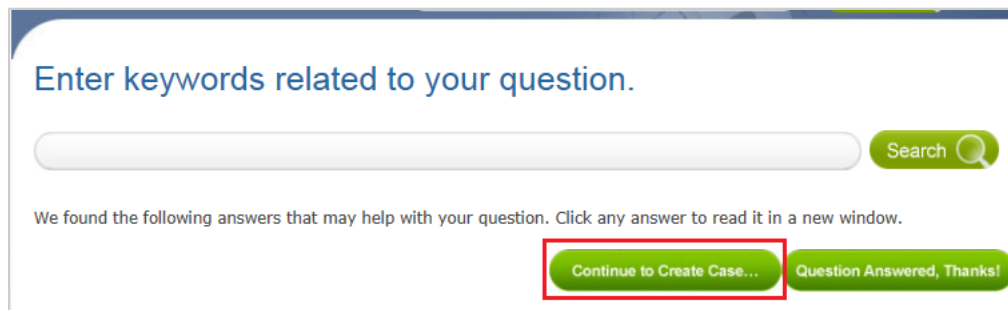 Enter keywords related to your question.
Search
We found the following answers that may help with your question. Click any answer to read it in a new window.
Continue to Create Case... Question Answered, Thanks!